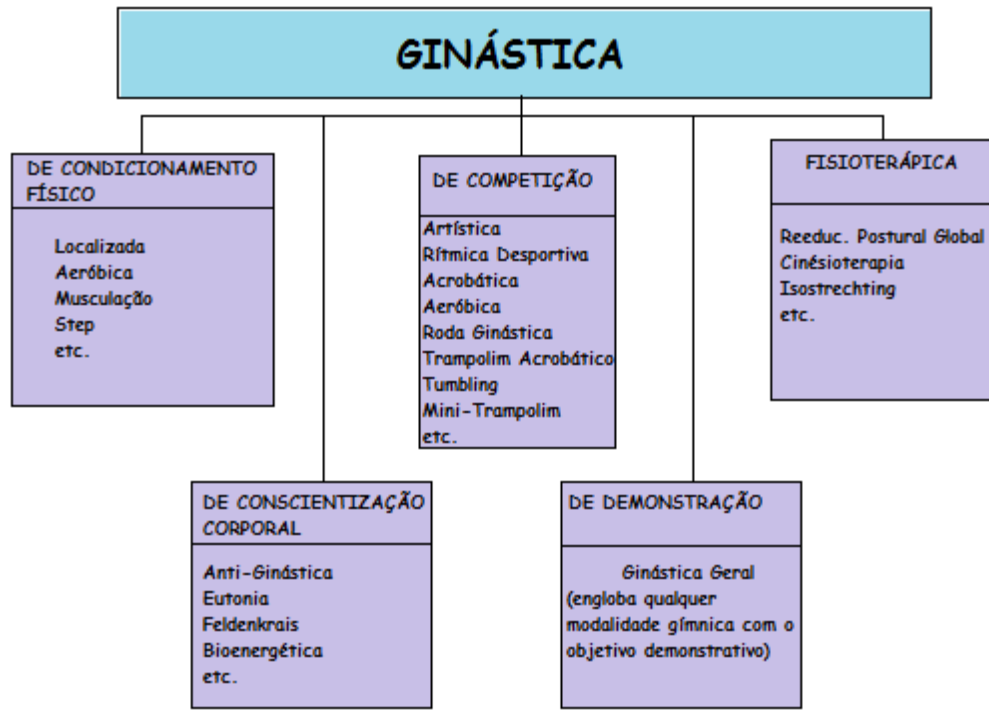 GINÁSTICA
DE CONDICIONAMENTO
FÍSICO
Localizada
Aeróbica
Musculação
Step
etc.
DE COMPETIÇÃO
Artística
Rítmica Desportiva
Acrobática
Aeróbica
Roda Ginástica
Trampolim Acrobático
Tumbling
Mini-Trampolim
etc.
FISIOTERÁPICA
Reeduc. Postural Global
Cinésioterapia
Isostrechting
etc.
DE CONSCIENTIZAÇÃO
CORPORAL
Anti-Ginástica
Eutonia
Feldenkrais
Bioenergética
etc.
DE DEMONSTRAÇÃO
Ginástica Geral
(engloba qualquer
modalidade gímnica com o
objetivo demonstrativo)